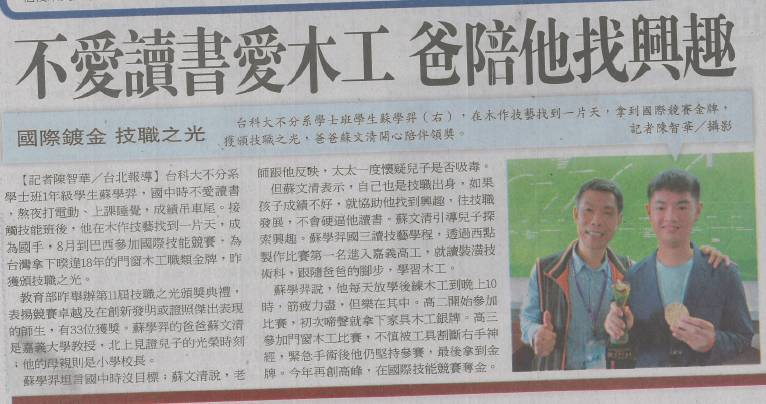 不愛讀書愛木工 爸陪他找興趣
國際鍍金 技職之光
台科大不分系學士班學生蘇學羿（右），在木作技藝找到一片天，拿到國際競賽金牌，
獲頒技職之光，爸爸蘇文清開心陪伴領獎。
記者陳智華／攝影
【記者陳智華／台北報導】台科大不分系
學士班1年級學生蘇學羿，國中時不愛讀書
，熬夜打電動、上課睡覺，成績吊車尾。接
觸技能班後，他在木作技藝找到一片天，成
為國手，8月到巴西參加國際技能競賽，為
台灣拿下睽違18年的門窗木工職類金牌，昨
獲頒技職之光。
教育部昨舉辦第11屆技職之光頒獎典禮，
表揚競賽卓越及在創新發明或證照傑出表現
的師生，有33位獲獎。蘇學羿的爸爸蘇文清
是嘉義大學教授，北上見證兒子的光榮時刻
；他的母親則是小學校長。
蘇學羿坦言國中時沒目標；蘇文清說，老
師跟他反映，太太一度懷疑兒子是否吸毒。
但蘇文清表示，自己也是技職出身，如果
孩子成績不好，就協助他找到興趣，往技職
發展，不會硬逼他讀書。蘇文清引導兒子探
索興趣。蘇學羿國三讀技藝學程，透過西點
製作比賽第一名進入嘉義高工，就讀裝潢技
術科，跟隨爸爸的腳步，學習木工。
蘇學羿說，他每天放學後練木工到晚上10
時，筋疲力盡，但樂在其中。高二開始參加
比賽，初次啼聲就拿下家具木工銀牌。高三
參加門窗木工比賽，不慎被工具割斷右手神
經，緊急手術後他仍堅持參賽，最後拿到金
牌。今年再創高峰，在國際技能競賽奪金。